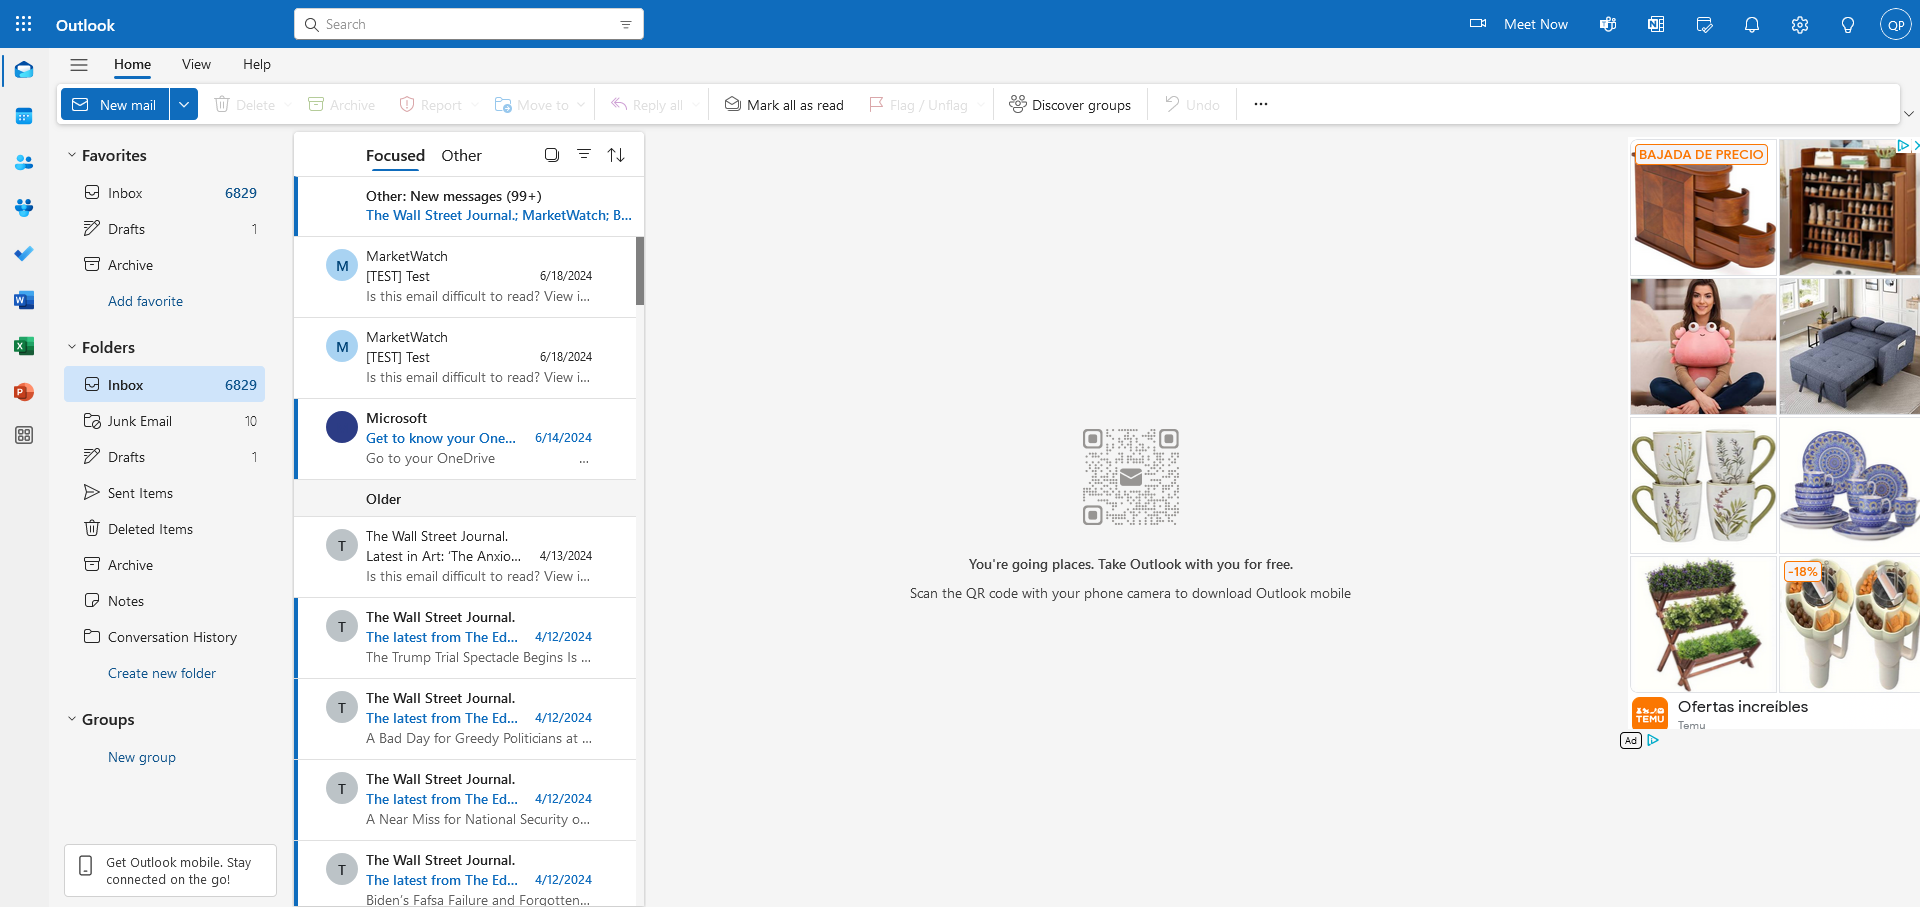 Outlook
Search
Meet Now
QP
Home
View
Help
New mail
Delete
Archive
Report
Move to
Reply all
Mark all as read
Flag / Unflag
Discover groups
Undo
Favorites
Inbox 6829
Drafts 1
Archive
Add favorite
Folders
Inbox 6829
Junk Email 10
Drafts 1
Sent Items
Deleted Items
Archive
Notes
Conversation History
Create new folder
Groups
New group
Get Outlook mobile. Stay
connected on the go!
Focused Other
Other: New messages (99+)
The Wall Street Journal.; MarketWatch; B...
M
MarketWatch
[TEST] Test 6/18/2024
Is this email difficult to read? View i...
M
MarketWatch
[TEST] Test 6/18/2024
Is this email difficult to read? View i...
Microsoft
Get to know your One... 6/14/2024
Go to your OneDrive ...
Older
T
The Wall Street Journal.
Latest in Art: ‘The Anxio... 4/13/2024
Is this email difficult to read? View i...
T
The Wall Street Journal.
The latest from The Ed... 4/12/2024
The Trump Trial Spectacle Begins Is ...
T
The Wall Street Journal.
The latest from The Ed... 4/12/2024
A Bad Day for Greedy Politicians at ...
T
The Wall Street Journal.
The latest from The Ed... 4/12/2024
A Near Miss for National Security o...
T
The Wall Street Journal.
The latest from The Ed... 4/12/2024
Biden’s Fafsa Failure and Forgotten...
You're going places. Take Outlook with you for free.
Scan the QR code with your phone camera to download Outlook mobile
BAJADA DE PRECIO
-18%
TEMU
Ofertas increíbles
Temu
Ad